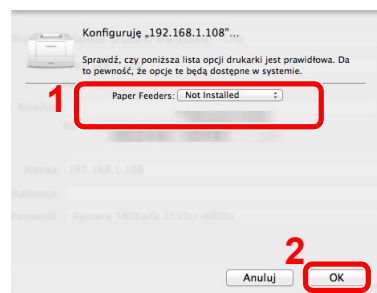 Konfiguruję „192.168.1.108"...
Sprawdź, czy poniższa lista opcji drukarki jest prawidłowa. Da
to pewność, że opcje te będą dostępne w systemie.
1
Paper Feeders: Not Installed
Nazwa: 192.168.1.108
Kyocera TASKalfa 2550ci (KPDL)
2
Anuluj
OK